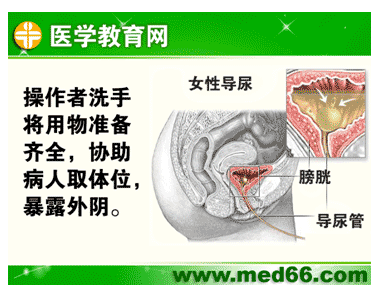 医学教育网
女性导尿
操作者洗手
将用物准备
齐全，协助
病人取体位，
暴露外阴。
膀胱
导尿管
www.med66.com